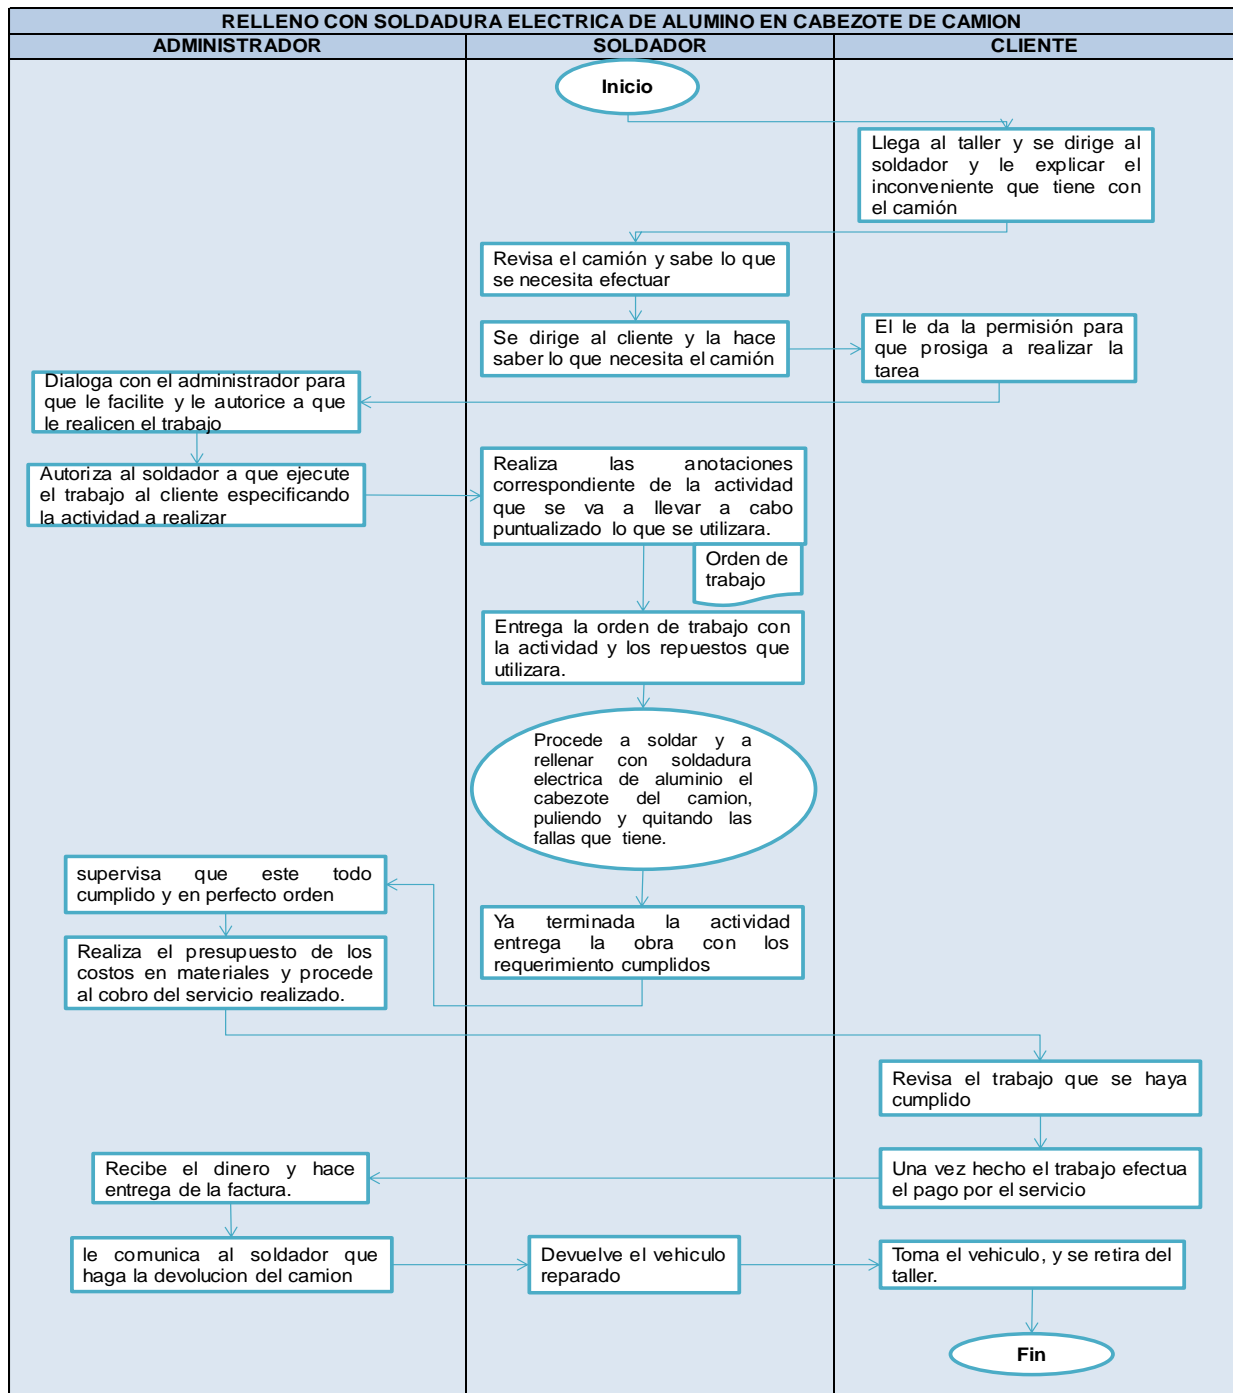 RELLENO CON SOLDADURA ELECTRICA DE ALUMINO EN CABEZOTE DE CAMION
ADMINISTRADOR
SOLDADOR
CLIENTE
Inicio
Llega al taller y se dirige al
soldador y le explicar el
inconveniente que tiene con
el camión
Revisa el camión y sabe lo que
se necesita efectuar
Se dirige al cliente y la hace
saber lo que necesita el camión
El le da la permisión para
que prosiga a realizar la
tarea
Dialoga con el administrador para
que le facilite y le autorice a que
le realicen el trabajo
Autoriza al soldador a que ejecute
el trabajo al cliente especificando
la actividad a realizar
Realiza las anotaciones
correspondiente de la actividad
que se va a llevar a cabo
puntualizado lo que se utilizara.
Orden de
trabajo
Entrega la orden de trabajo con
la actividad y los repuestos que
utilizara.
Procede a soldar y a
rellenar con soldadura
electrica de aluminio el
cabezote del camion,
puliendo y quitando las
fallas que tiene.
Ya terminada la actividad
entrega la obra con los
requerimiento cumplidos
supervisa que este todo
cumplido y en perfecto orden
Realiza el presupuesto de los
costos en materiales y procede
al cobro del servicio realizado.
Revisa el trabajo que se haya
cumplido
Una vez hecho el trabajo efectua
el pago por el servicio
Recibe el dinero y hace
entrega de la factura.
le comunica al soldador que
haga la devolucion del camion
Devuelve el vehiculo
reparado
Toma el vehiculo, y se retira del
taller.
Fin